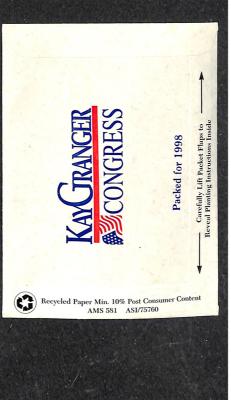 KAY GRANGER
CONGRESS
Packed for 1998
Carefully Lift Packet Flaps to
Reveal Planting Instructions Inside
Recycled Paper Min. 10% Post Consumer Content
AMS 581 ASI/75760